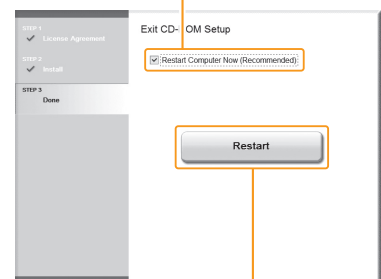 STEP 1
License Agreement
STEP 2
Install
STEP 3
Done
Exit CD- OM Setup
Restart Computer Now (Recommended)
Restart